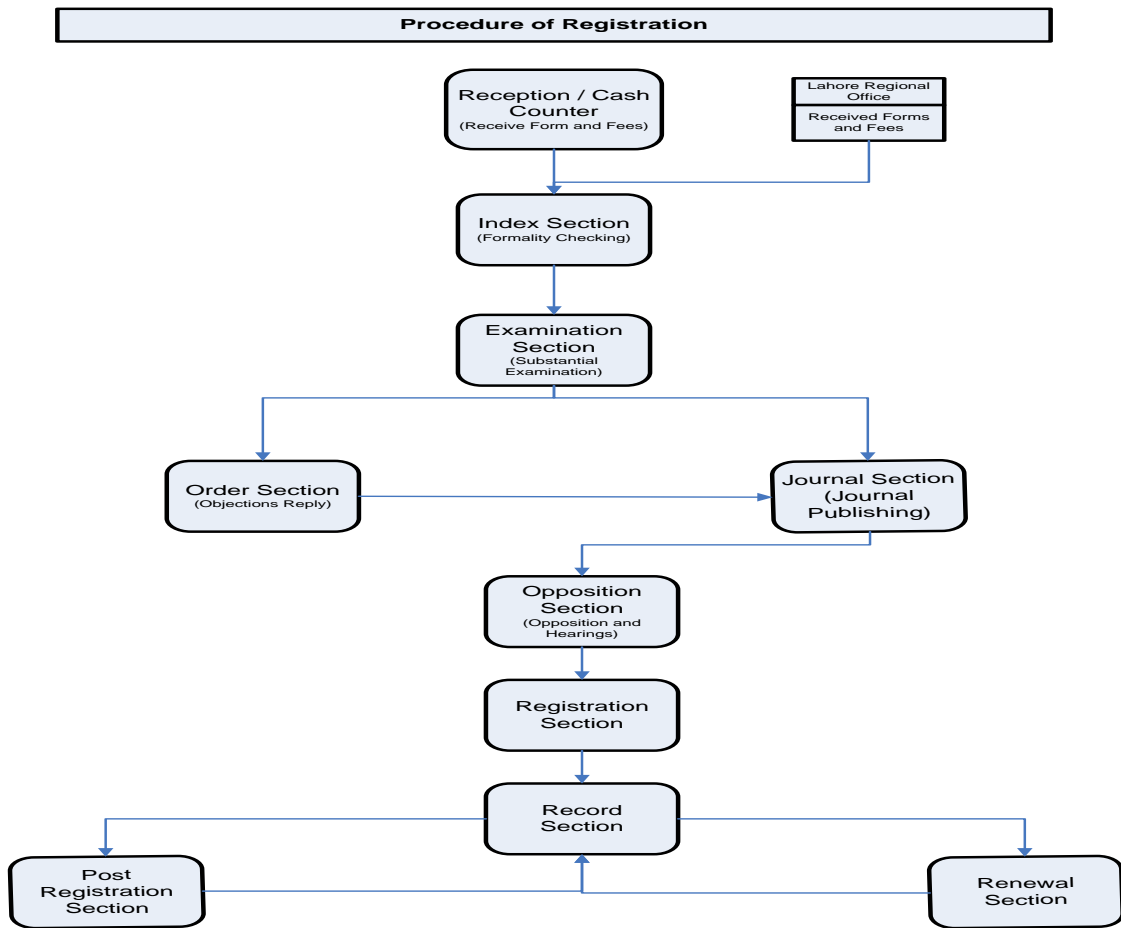 Procedure of Registration
Reception / Cash
Counter
(Receive Form and Fees)
Lahore Regional
Office
Received Forms
and Fees
Index Section
(Formality Checking)
Examination
Section
(Substantial
Examination)
Order Section
(Objections Reply)
Journal Section
(Journal
Publishing)
Opposition
Section
(Opposition and
Hearings)
Registration
Section
Record
Section
Post
Registration
Section
Renewal
Section